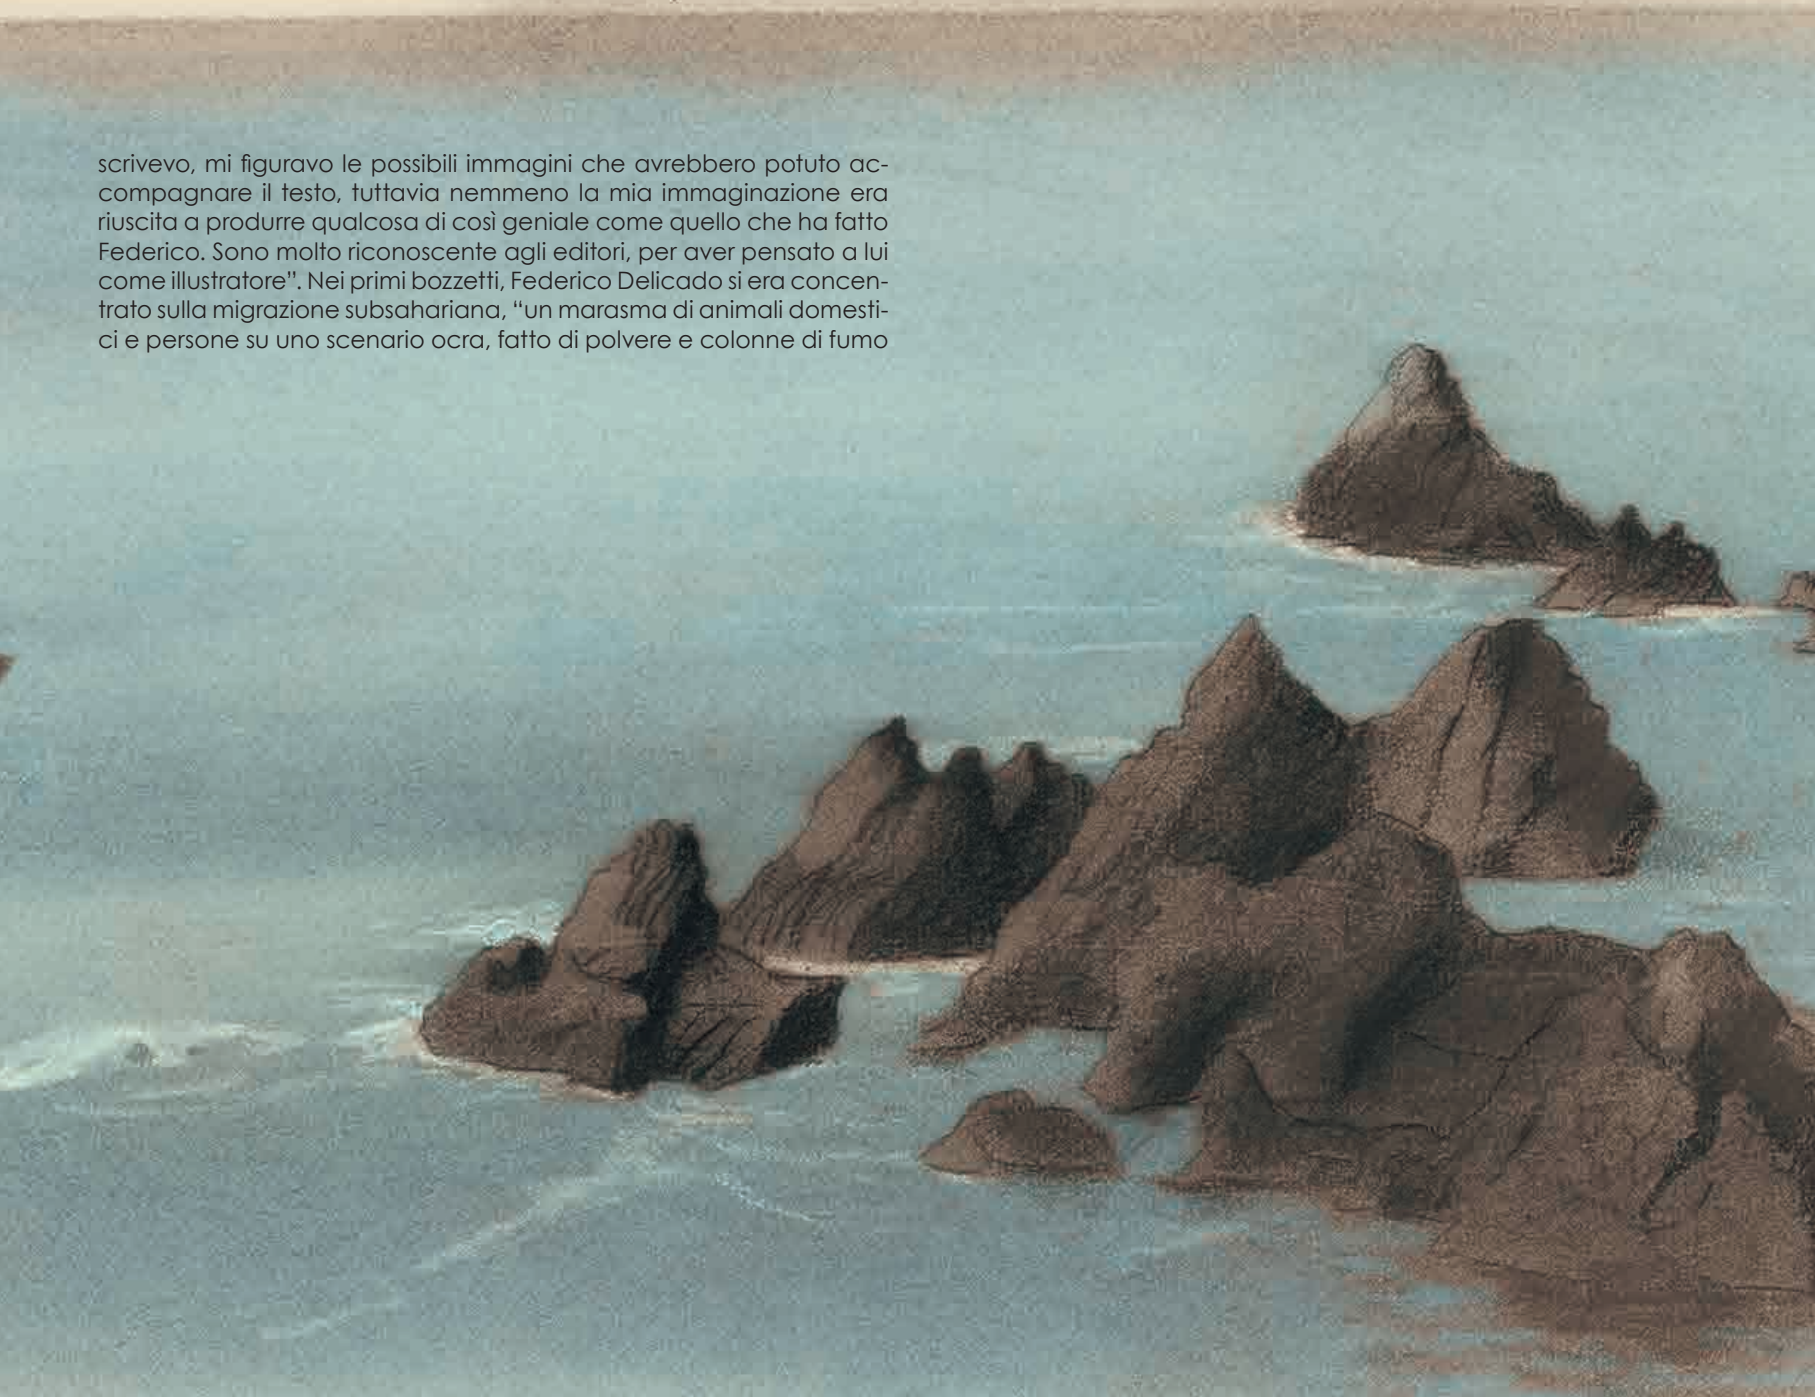 scrivevo, mi figuravo le possibili immagini che avrebbero potuto ac-
compagnare il testo, tuttavia nemmeno la mia immaginazione era
riuscita a produrre qualcosa di così geniale come quello che ha fatto
Federico. Sono molto riconoscente agli editori, per aver pensato a lui
come illustratore”. Nei primi bozzetti, Federico Delicado si era concen-
trato sulla migrazione subsahariana, “un marasma di animali domesti-
ci e persone su uno scenario ocra, fatto di polvere e colonne di fumo